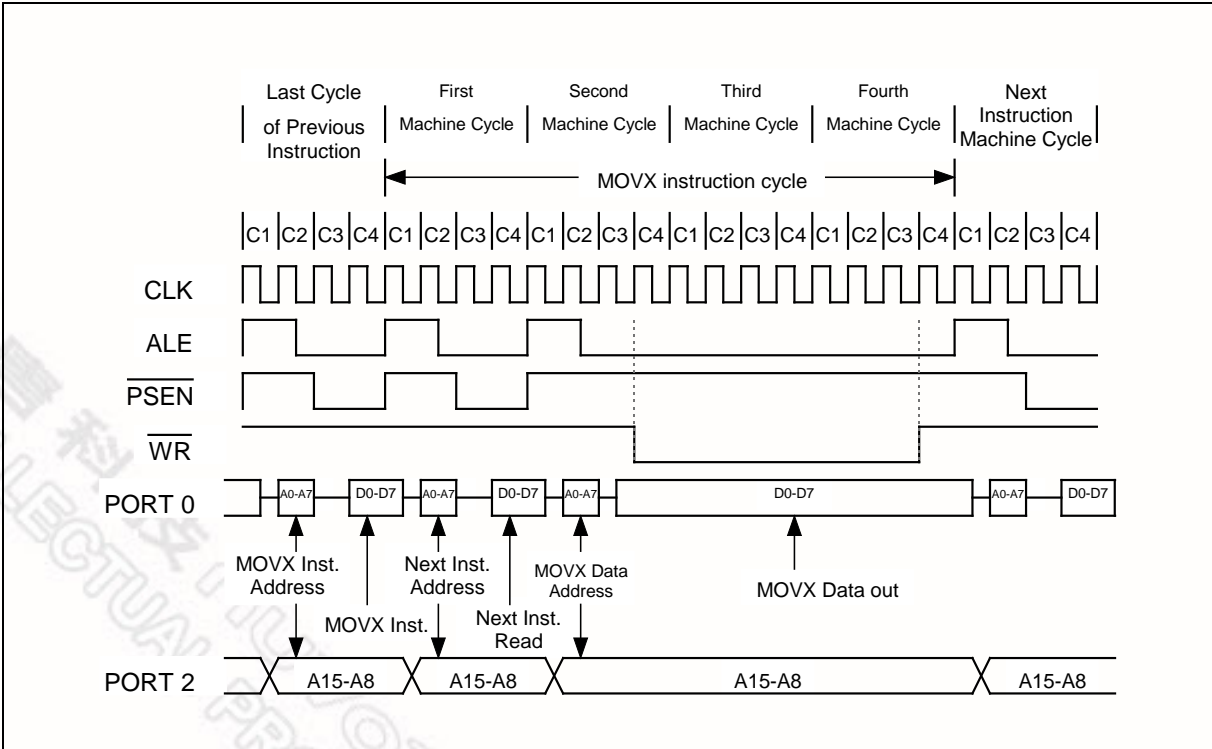 Last Cycle
of Previous
Instruction
First
Machine Cycle
Second
Machine Cycle
Third
Machine Cycle
Fourth
Machine Cycle
Next
Instruction
Machine Cycle
MOVX instruction cycle
C1 C2 C3 C4 C1 C2 C3 C4 C1 C2 C3 C4 C1 C2 C3 C4 C1 C2 C3 C4 C1 C2 C3 C4
CLK
ALE
PSEN
WR
PORT 0
A0-A7 D0-D7 A0-A7 D0-D7 A0-A7 D0-D7 A0-A7 D0-D7
MOVX Inst.
Address
MOVX Inst.
Next Inst.
Address
Next Inst.
Read
MOVX Data
Address
MOVX Data out
PORT 2
A15-A8 A15-A8 A15-A8 A15-A8